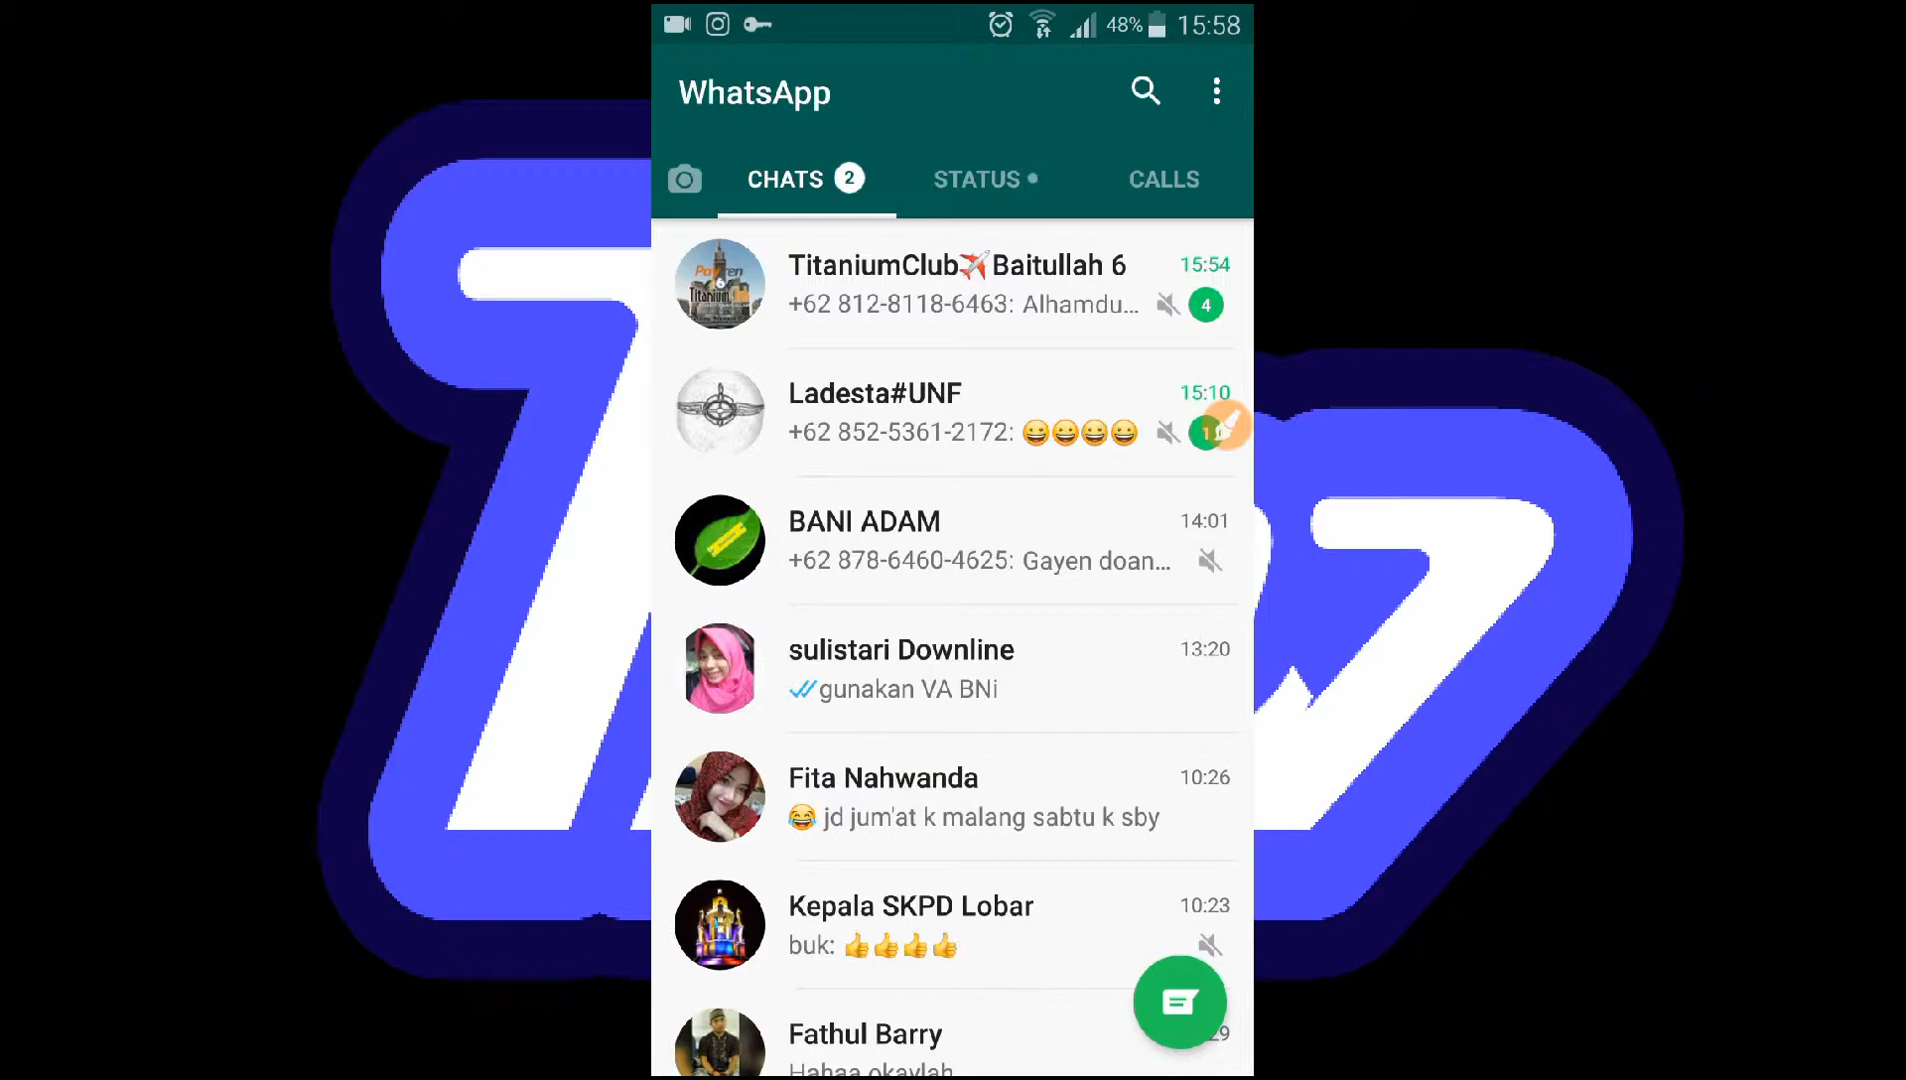 48% 15:58
WhatsApp
CHATS 2 STATUS CALLS
TitaniumClub✈️Baitullah 6 15:54
+62 812-8118-6463: Alhamdu... 4
Ladesta#UNF 15:10
+62 852-5361-2172: 😀😀😀😀 1
BANI ADAM 14:01
+62 878-6460-4625: Gayen doan...
sulistari Downline 13:20
gunakan VA BNi
Fita Nahwanda 10:26
😂 jd jum'at k malang sabtu k sby
Kepala SKPD Lobar 10:23
buk: 👍👍👍👍
Fathul Barry
Hahaa okaylah